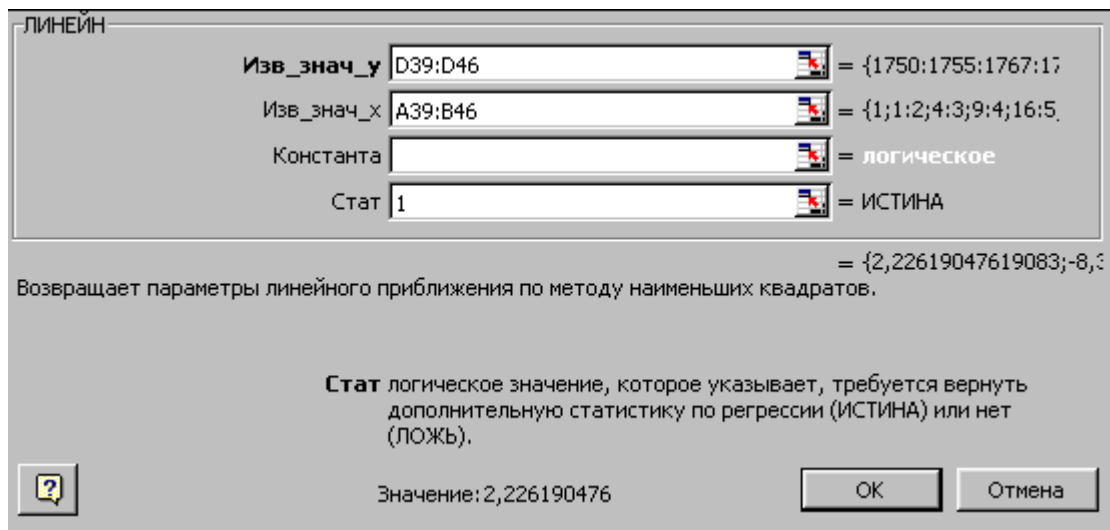 ЛИНЕЙН
Изв_знач_y D39:D46 = {1750:1755:1767:17
Изв_знач_x A39:B46 = {1;1:2;4:3;9:4;16:5
Константа = логическое
Стат 1 = ИСТИНА
= {2,22619047619083;-8,3
Возвращает параметры линейного приближения по методу наименьших квадратов.
Стат логическое значение, которое указывает, требуется вернуть
дополнительную статистику по регрессии (ИСТИНА) или нет
(ЛОЖЬ).
? Значение:2,226190476 OK Отмена